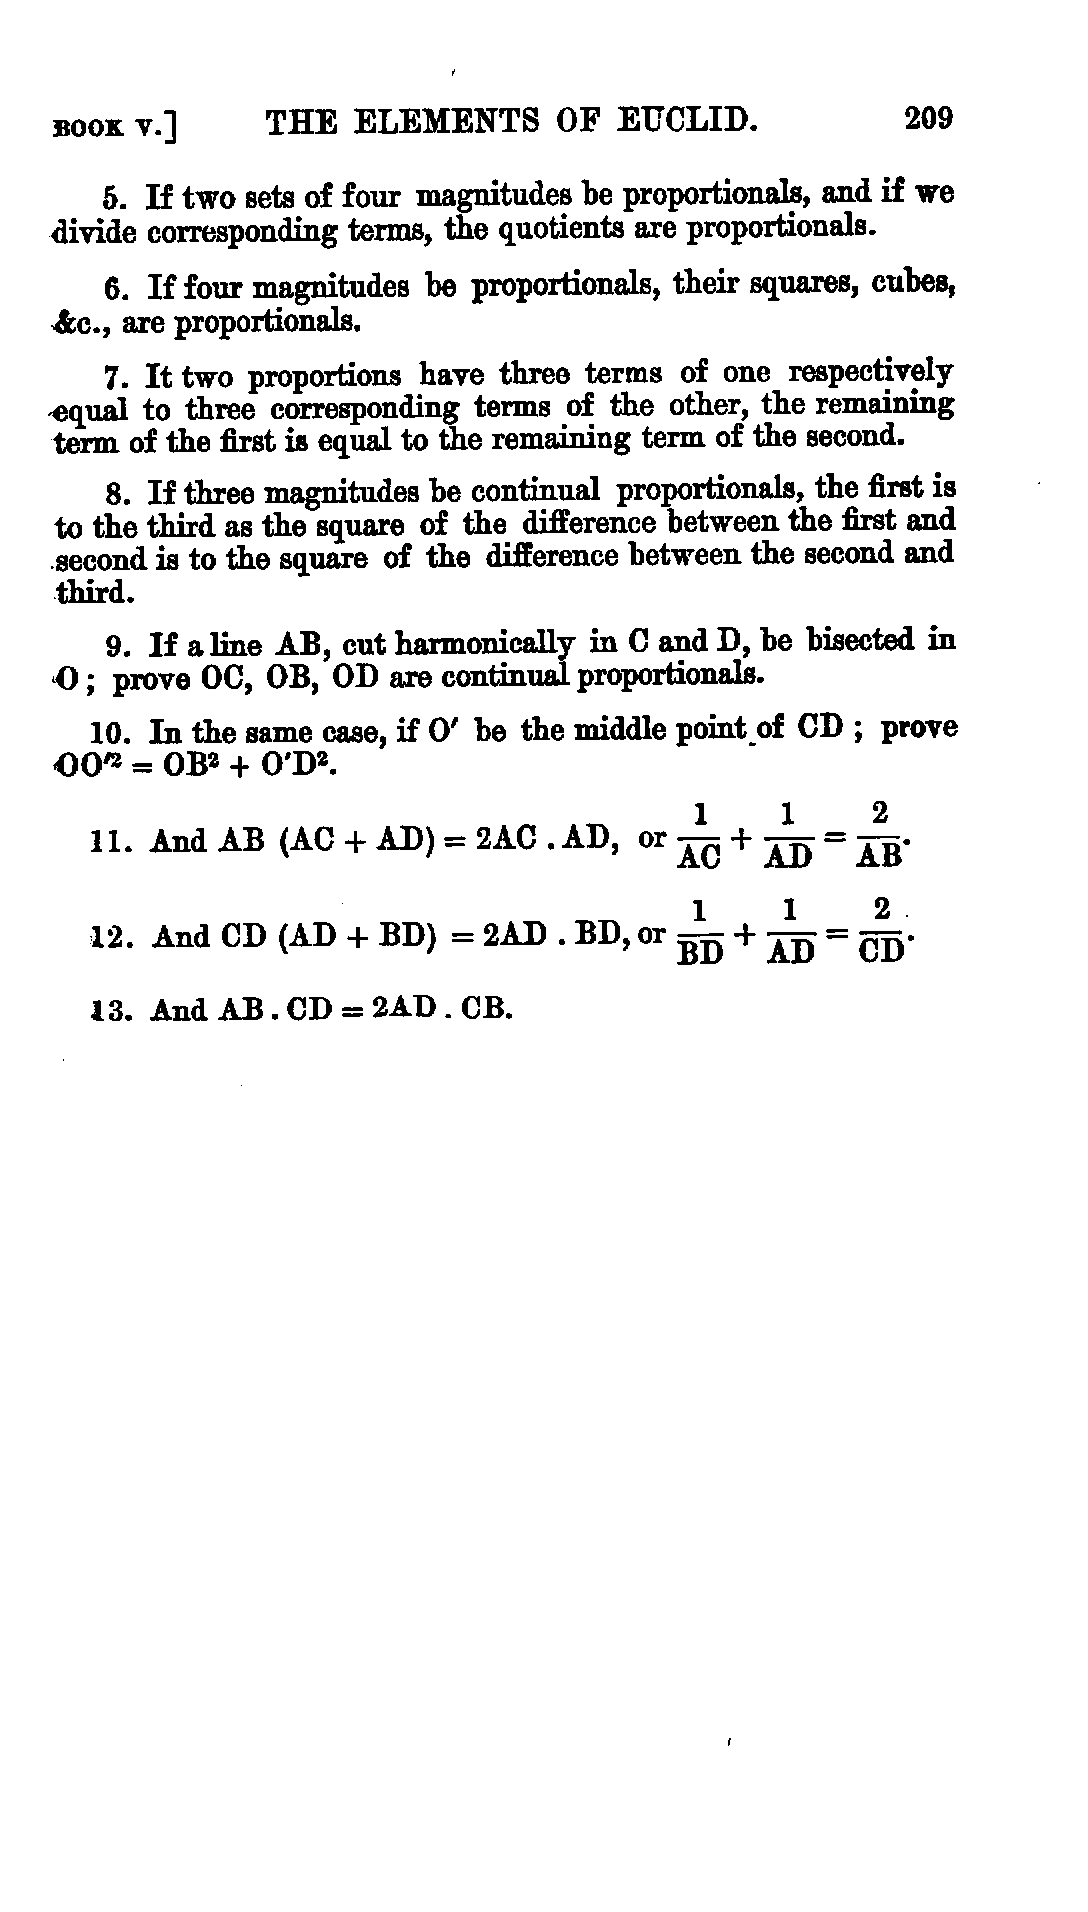 BOOK V.] THE ELEMENTS OF EUCLID. 209
5. If two sets of four magnitudes be proportionals, and if we
divide corresponding terms, the quotients are proportionals.
6. If four magnitudes be proportionals, their squares, cubes,
&c., are proportionals.
7. It two proportions have three terms of one respectively
equal to three corresponding terms of the other, the remaining
term of the first is equal to the remaining term of the second.
8. If three magnitudes be continual proportionals, the first is
to the third as the square of the difference between the first and
second is to the square of the difference between the second and
third.
9. If a line AB, cut harmonically in C and D, be bisected in
O; prove OC, OB, OD are continual proportionals.
10. In the same case, if O′ be the middle point of CD; prove
OO′² = OB² + O′D².
11. And AB (AC + AD) = 2AC . AD, or 1/AC + 1/AD = 2/AB.
12. And CD (AD + BD) = 2AD . BD, or 1/BD + 1/AD = 2/CD.
13. And AB . CD = 2AD . CB.